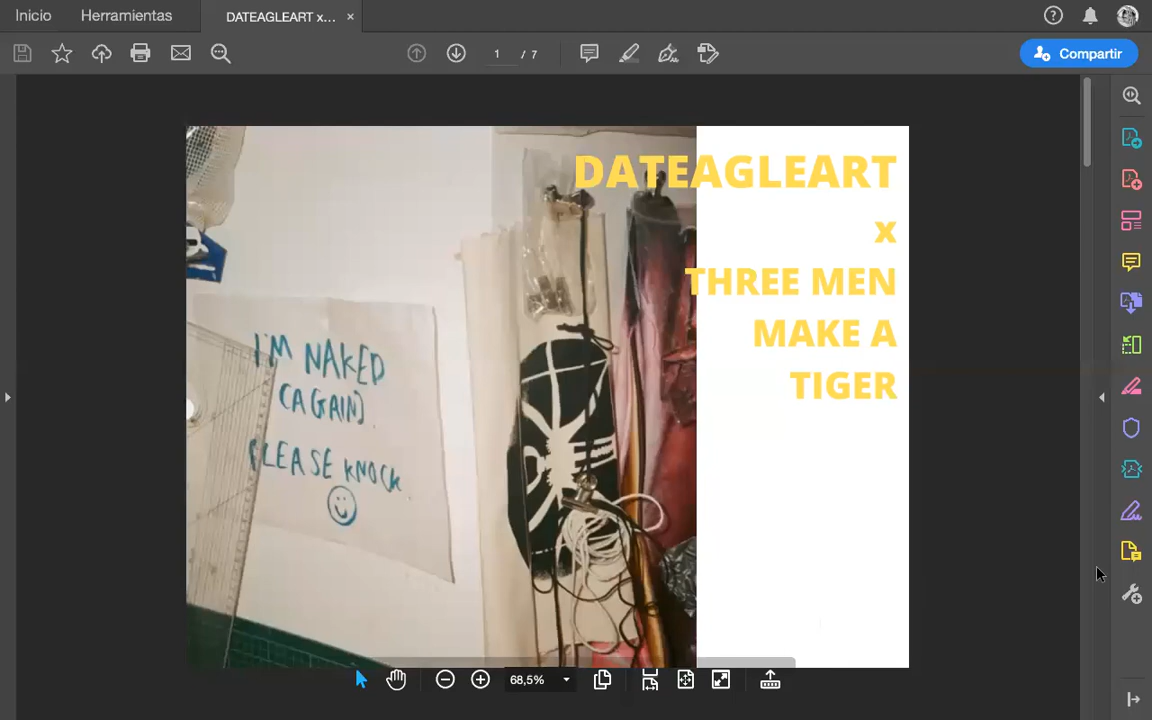 Inicio Herramientas DATEAGLEART x... ×
1 / 7 Compartir
DATEAGLEART
x
THREE MEN
MAKE A
TIGER
I'M NAKED
(AGAIN).
PLEASE KNOCK.
68,5%